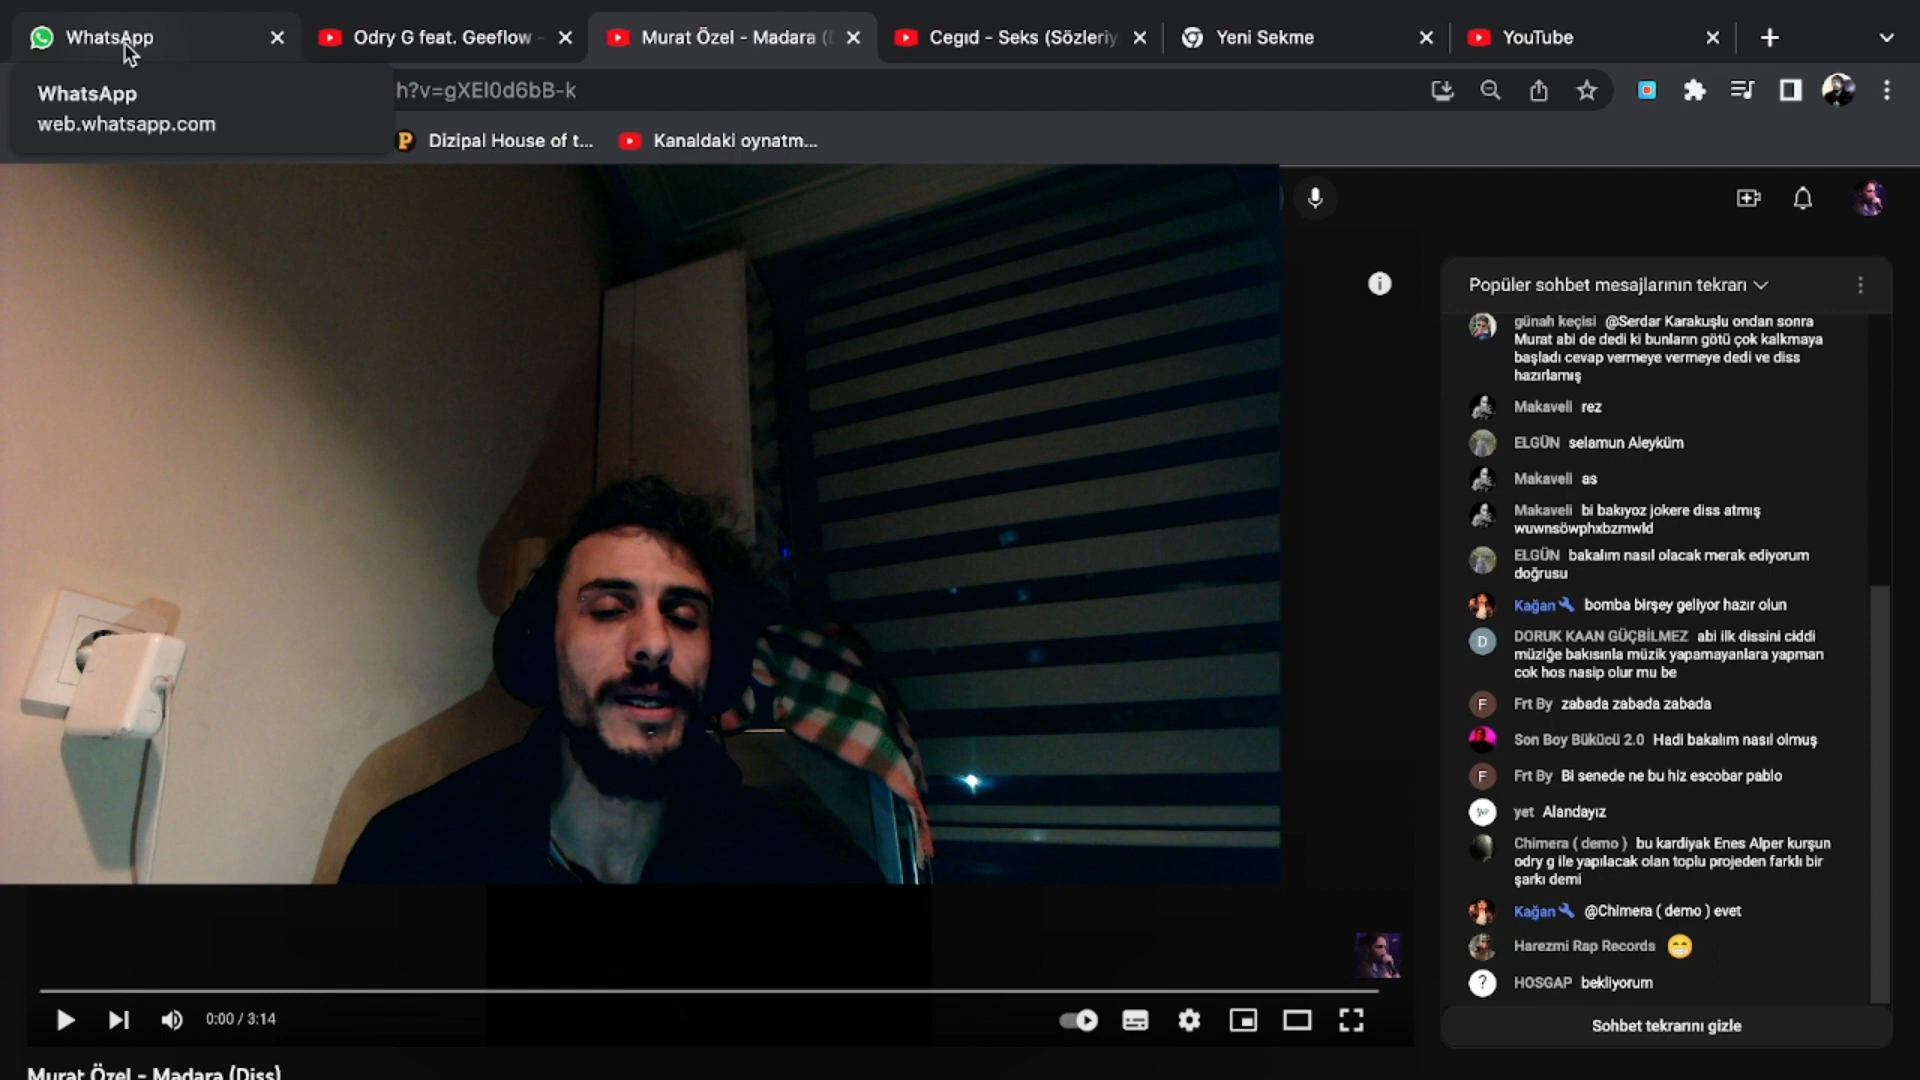 WhatsApp
Odry G feat. Geeflow -
Murat Özel - Madara (
Cegıd - Seks (Sözleriy
Yeni Sekme
YouTube
WhatsApp
web.whatsapp.com
h?v=gXEl0d6bB-k
Dizipal House of t...
Kanaldaki oynatm...
Popüler sohbet mesajlarının tekrarı
günah keçisi @Serdar Karakuşlu ondan sonra
Murat abi de dedi ki bunların götü çok kalkmaya
başladı cevap vermeye vermeye dedi ve diss
hazırlamış
Makaveli rez
ELGÜN selamun Aleyküm
Makaveli as
Makaveli bi bakıyoz jokere diss atmış
wuwnsöwphxbzmwld
ELGÜN bakalım nasıl olacak merak ediyorum
doğrusu
Kağan bomba birşey geliyor hazır olun
D
DORUK KAAN GÜÇBİLMEZ abi ilk dissini ciddi
müziğe bakısınla müzik yapamayanlara yapman
cok hos nasip olur mu be
F
Frt By zabada zabada zabada
Son Boy Bükücü 2.0 Hadi bakalım nasıl olmuş
F
Frt By Bi senede ne bu hiz escobar pablo
yet Alandayız
Chimera ( demo ) bu kardiyak Enes Alper kurşun
odry g ile yapılacak olan toplu projeden farklı bir
şarkı demi
Kağan @Chimera ( demo ) evet
Harezmi Rap Records
HOSGAP bekliyorum
Sohbet tekrarını gizle
0:00 / 3:14
Murat Özel - Madara (Diss)